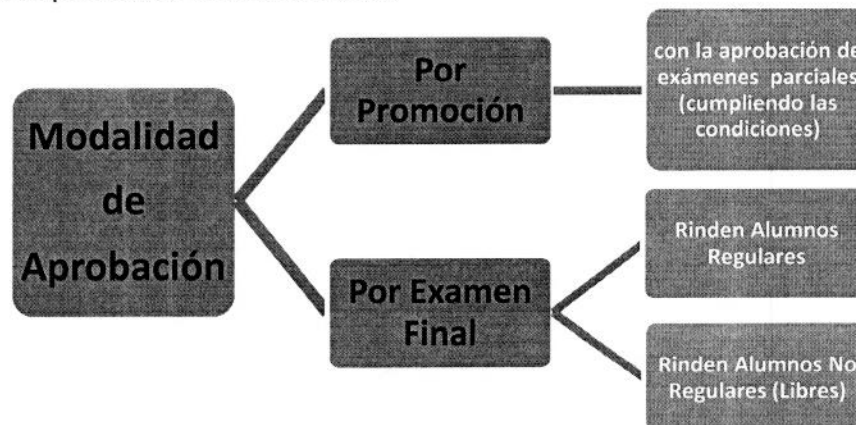 Modalidad
de
Aprobación
Por
Promoción
con la aprobación de
exámenes parciales
(cumpliendo las
condiciones)
Por Examen
Final
Rinden Alumnos
Regulares
Rinden Alumnos No
Regulares (Libres)